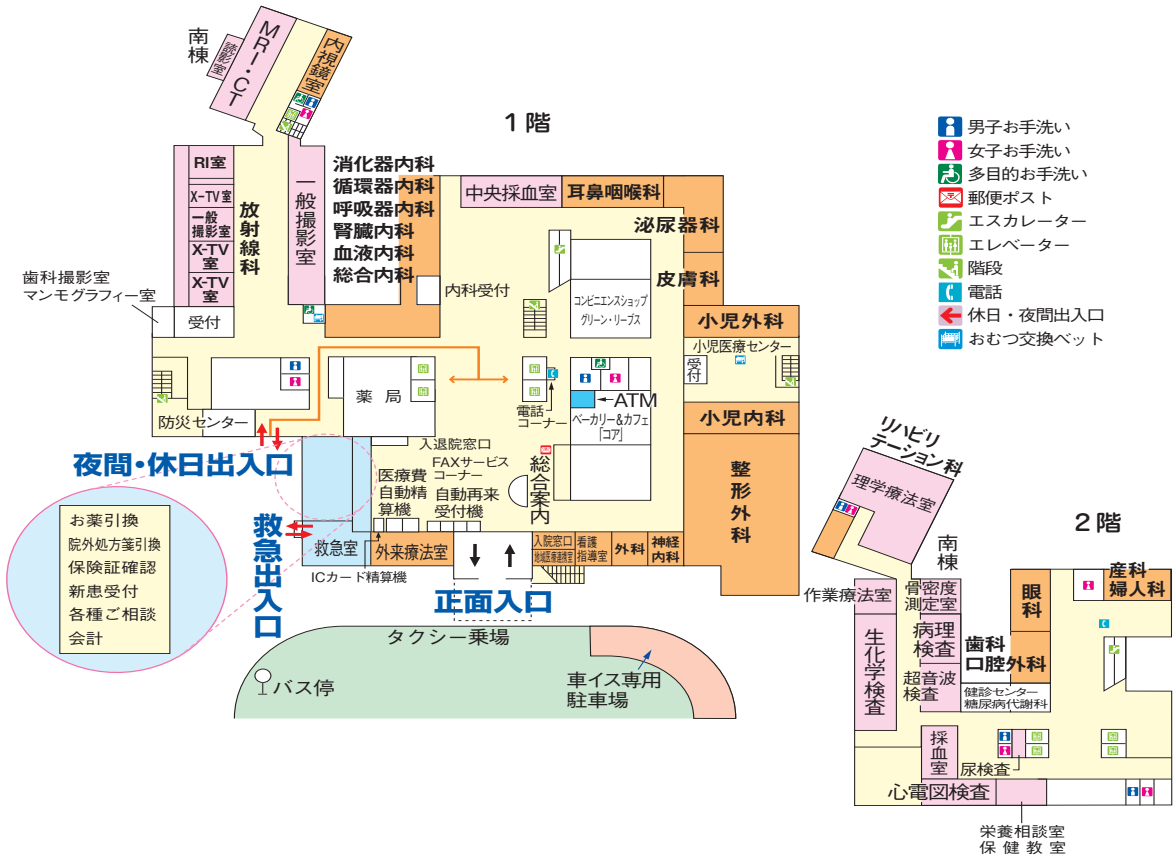 南
棟
読影室
MRI・CT
内視鏡室
1階
男子お手洗い
女子お手洗い
多目的お手洗い
郵便ポスト
エスカレーター
エレベーター
階段
電話
休日・夜間出入口
おむつ交換ベット
RI室
X-TV室
一般
撮影室
X-TV
室
X-TV
室
放射線科
一般撮影室
消化器内科
循環器内科
呼吸器内科
腎臓内科
血液内科
総合内科
中央採血室
耳鼻咽喉科
泌尿器科
皮膚科
歯科撮影室
マンモグラフィー室
受付
内科受付
コンビニエンスショップ
グリーン・リーブス
小児外科
小児医療センター
受付
薬局
電話
コーナー
ATM
ベーカリー&カフェ
「コア」
小児内科
防災センター
夜間・休日出入口
入退院窓口
FAXサービス
コーナー
医療費
自動精
算機
自動再来
受付機
総合案内
整形外科
お薬引換
院外処方箋引換
保険証確認
新患受付
各種ご相談
会計
救急出入口
救急室
ICカード精算機
外来療法室
正面入口
入院窓口
地域医療連携室
看護
指導室
外科
神経
内科
タクシー乗場
バス停
車イス専用
駐車場
リハビリ
テーション科
理学療法室
2階
南
棟
作業療法室
骨密度
測定室
生化学検査
病理
検査
超音波
検査
歯科
口腔外科
眼科
産科
婦人科
健診センター
糖尿病代謝科
採血室
尿検査
心電図検査
栄養相談室
保健教室